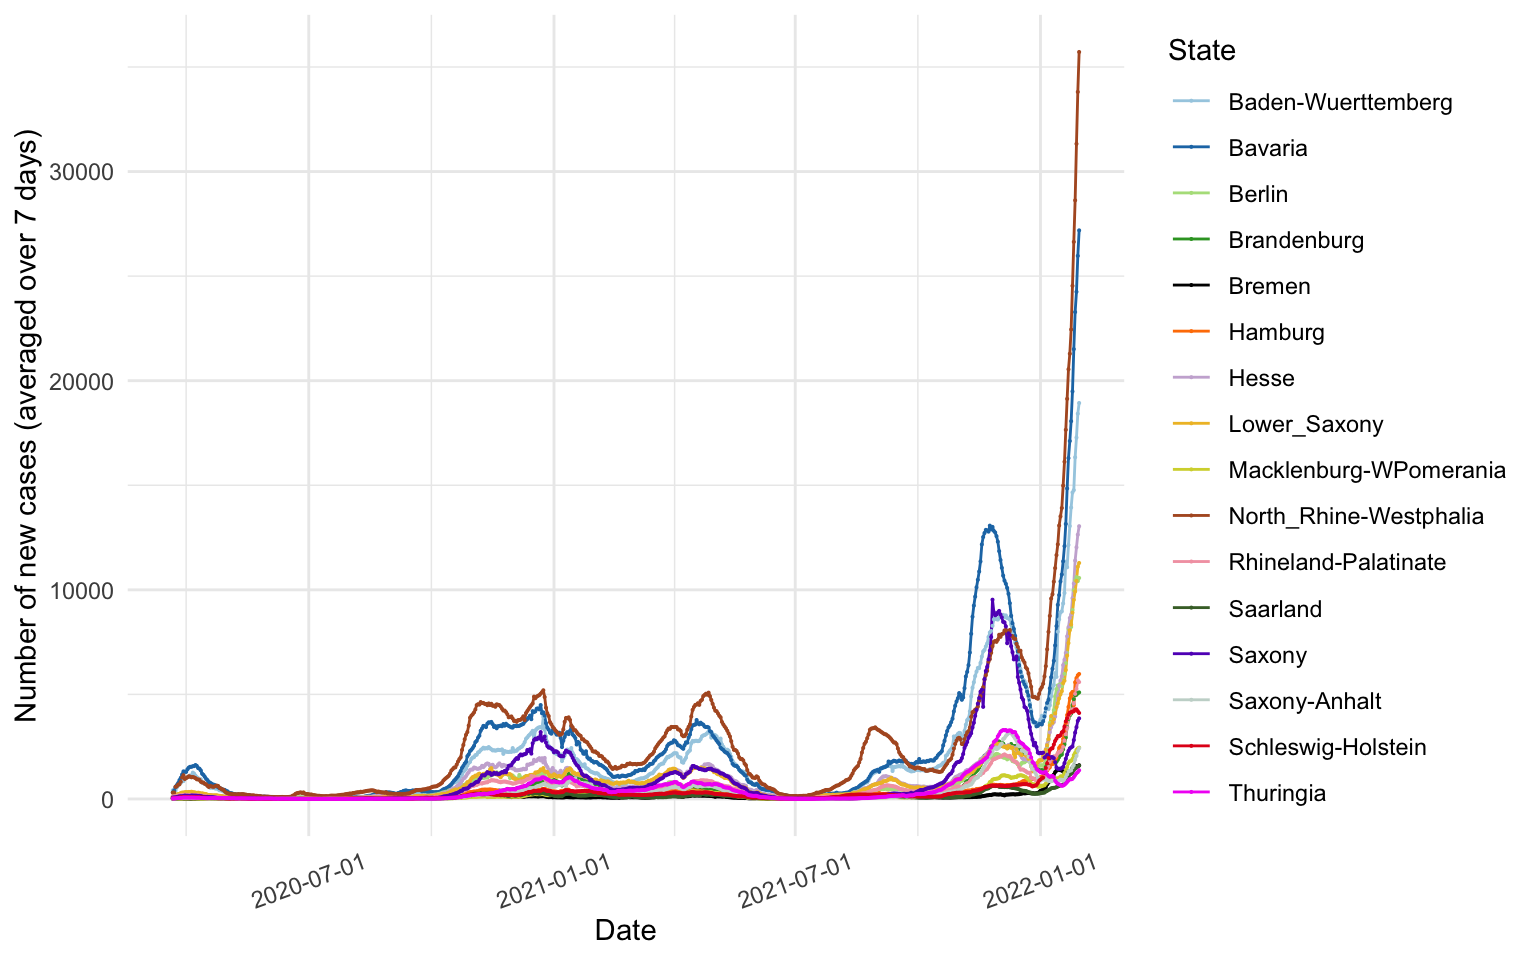 State
Baden-Wuerttemberg
Bavaria
Berlin
Brandenburg
Bremen
Hamburg
Hesse
Lower_Saxony
Macklenburg-WPomerania
North_Rhine-Westphalia
Rhineland-Palatinate
Saarland
Saxony
Saxony-Anhalt
Schleswig-Holstein
Thuringia
Number of new cases (averaged over 7 days)
30000
20000
10000
0
2020-07-01
2021-01-01
2021-07-01
2022-01-01
Date